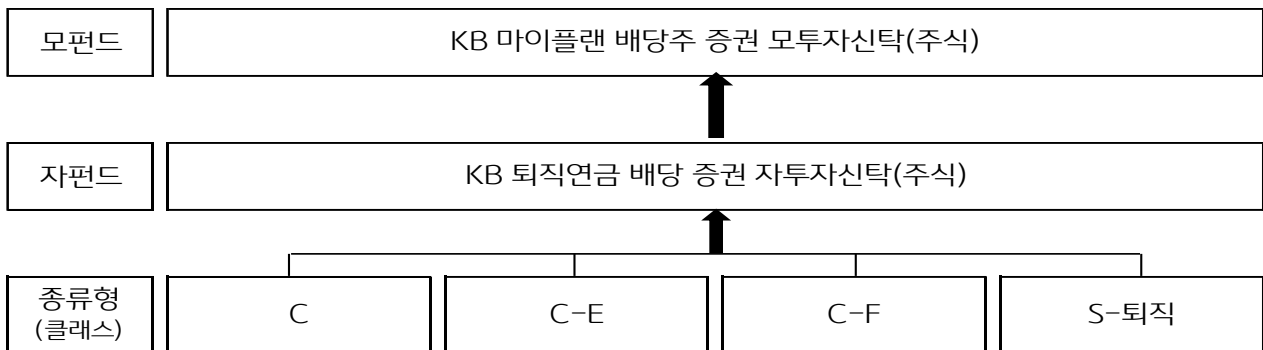 모펀드
KB 마이플랜 배당주 증권 모투자신탁(주식)
자펀드
KB 퇴직연금 배당 증권 자투자신탁(주식)
종류형
(클래스)
C
C-E
C-F
S-퇴직